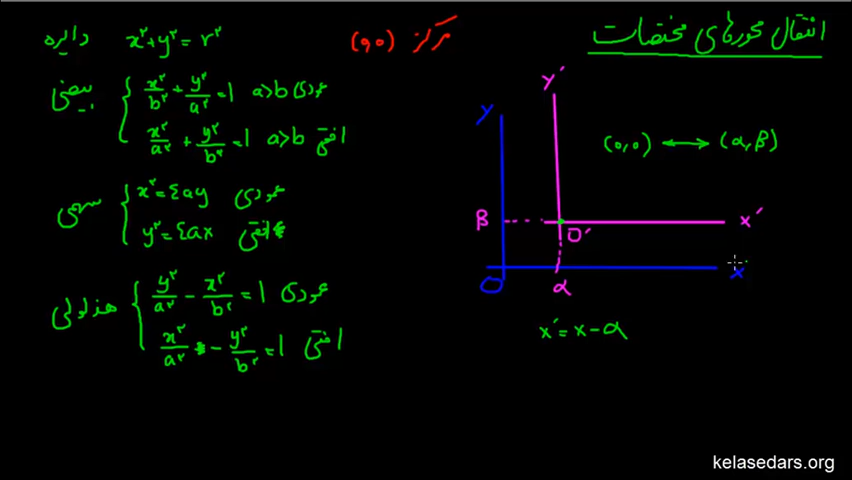 انتقال محورهای مختصات
دایره x²+y²=r² مرکز (۰,۰)
بیضی
x²/b² + y²/a² = 1 a>b عمودی
x²/a² + y²/b² = 1 a>b افقی
سهمی
x²=۴ay عمودی
y²=۴ax افقی
هذلولی
y²/a² - x²/b² = 1 عمودی
x²/a² - y²/b² = 1 افقی
y y′
(0,0) ↔ (α,β)
β O′ x′
O α x
x′=x-α
kelasedars.org